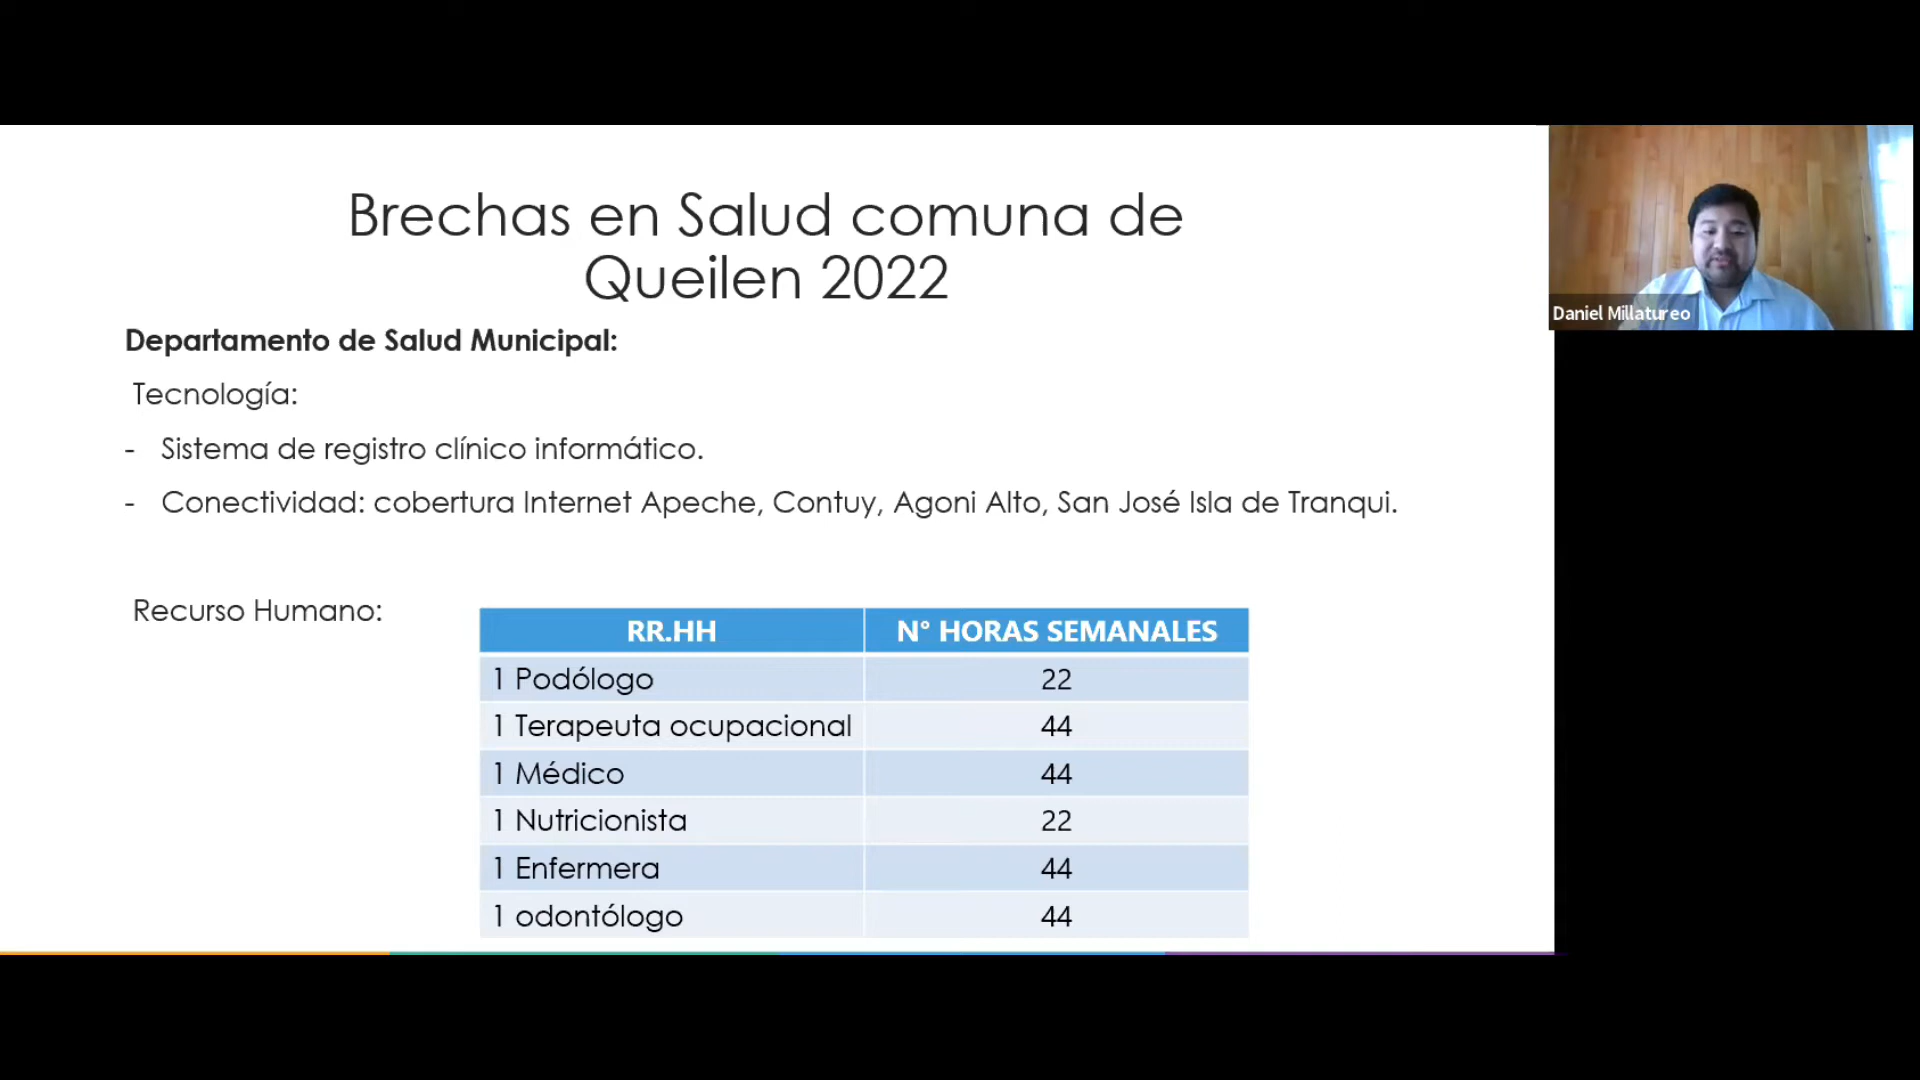 Brechas en Salud comuna de
Queilen 2022
Departamento de Salud Municipal:
Tecnología:
- Sistema de registro clínico informático.
- Conectividad: cobertura Internet Apeche, Contuy, Agoni Alto, San José Isla de Tranqui.
Recurso Humano:
RR.HH N° HORAS SEMANALES
1 Podólogo 22
1 Terapeuta ocupacional 44
1 Médico 44
1 Nutricionista 22
1 Enfermera 44
1 odontólogo 44
Daniel Millatureo